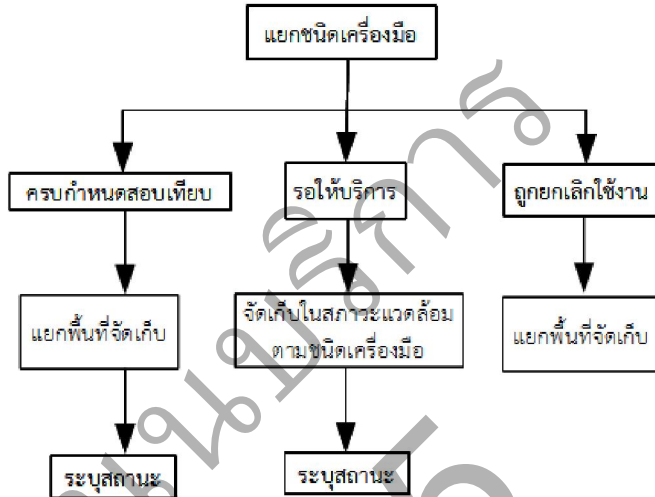 แยกชนิดเครื่องมือ
ครบกำหนดสอบเทียบ
รอให้บริการ
ถูกยกเลิกใช้งาน
แยกพื้นที่จัดเก็บ
จัดเก็บในสภาวะแวดล้อม
ตามชนิดเครื่องมือ
แยกพื้นที่จัดเก็บ
ระบุสถานะ
ระบุสถานะ